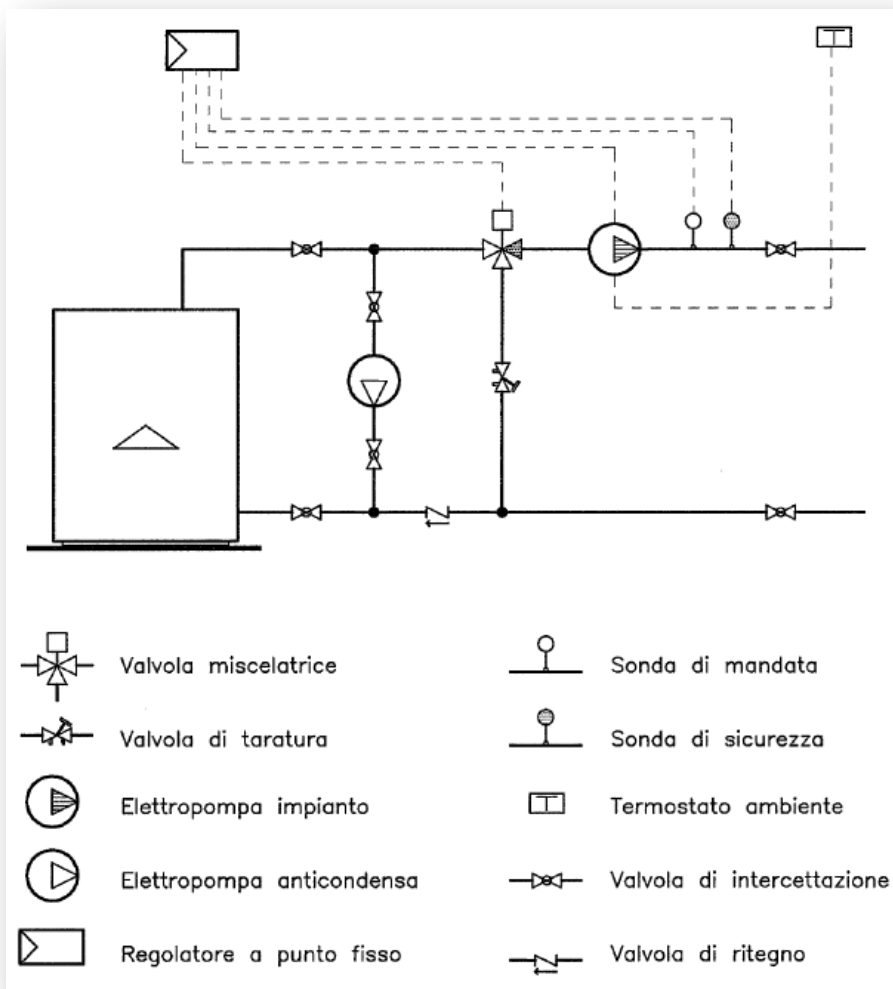 Valvola miscelatrice
Sonda di mandata
Valvola di taratura
Sonda di sicurezza
Elettropompa impianto
Termostato ambiente
Elettropompa anticondensa
Valvola di intercettazione
Regolatore a punto fisso
Valvola di ritegno